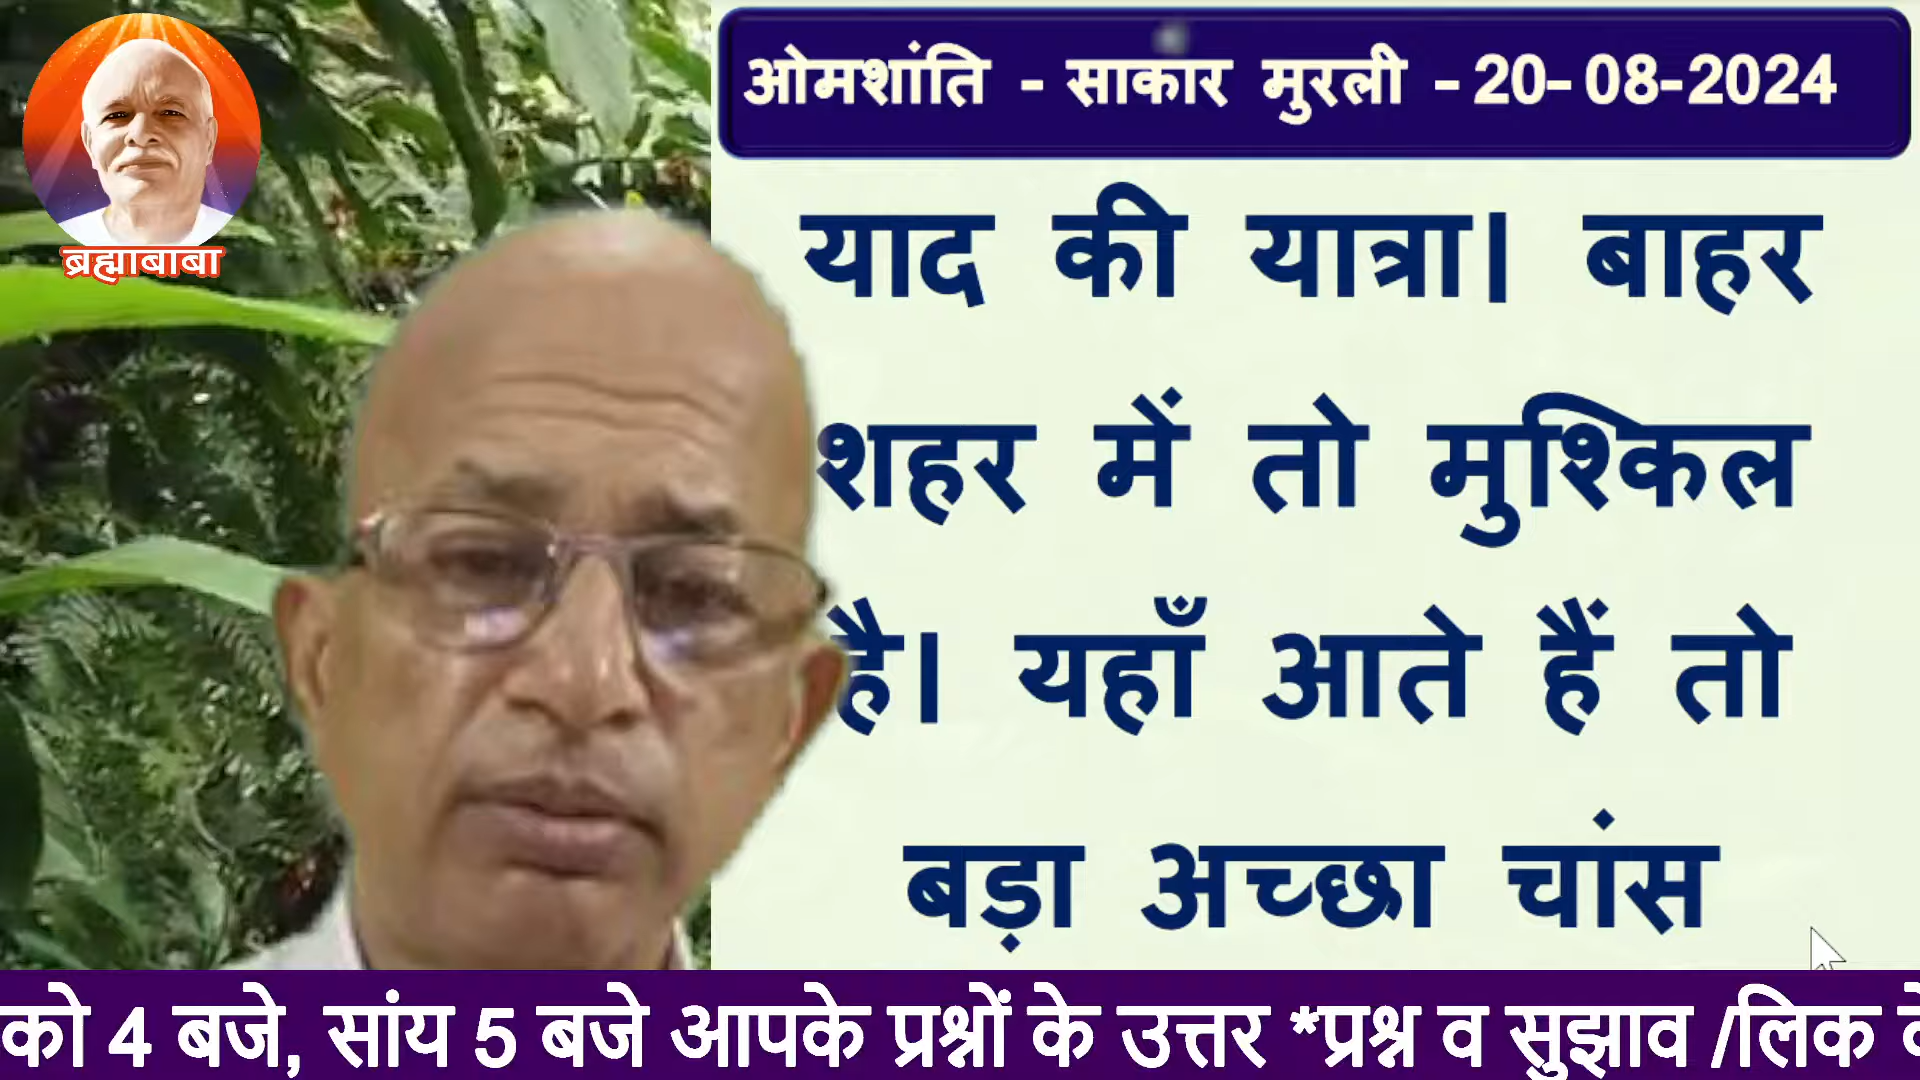 ओमशांति - साकार मुरली - 20- 08-2024
ब्रह्माबाबा
याद की यात्रा। बाहर
शहर में तो मुश्किल
है। यहाँ आते हैं तो
बड़ा अच्छा चांस
को 4 बजे, सांय 5 बजे आपके प्रश्नों के उत्तर *प्रश्न व सुझाव /लिक